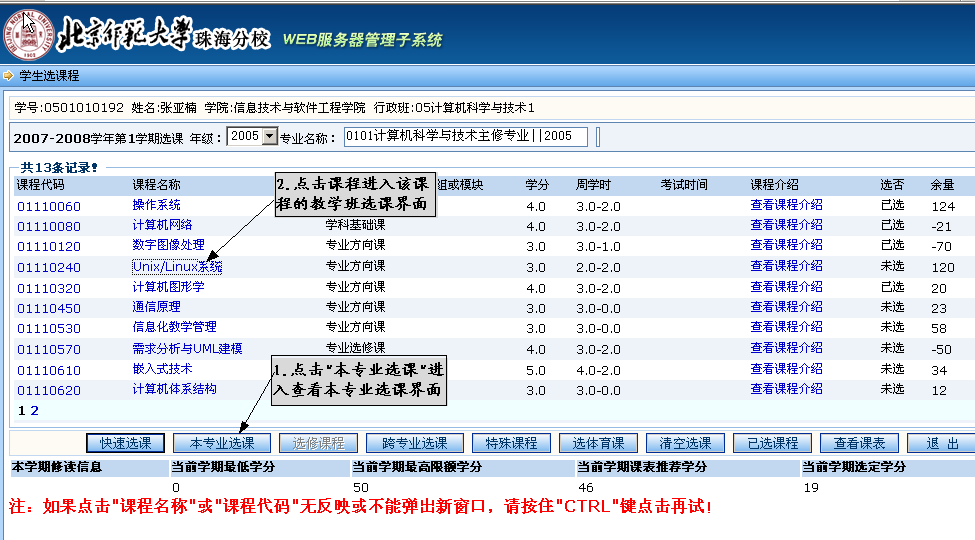 北京师范大学珠海分校 WEB服务器管理子系统
学生选课程
学号:0501010192 姓名:张亚楠 学院:信息技术与软件工程学院 行政班:05计算机科学与技术1
2007-2008学年第1学期选课 年级： 2005 专业名称： 0101计算机科学与技术主修专业||2005
共13条记录!
课程代码 课程名称 组或模块 学分 周学时 考试时间 课程介绍 选否 余量
2.点击课程进入该课
程的教学班选课界面
01110060 操作系统 4.0 3.0-2.0 查看课程介绍 已选 124
01110080 计算机网络 学科基础课 4.0 3.0-2.0 查看课程介绍 已选 -21
01110120 数字图像处理 专业方向课 3.0 3.0-1.0 查看课程介绍 已选 -70
01110240 Unix/Linux系统 专业方向课 3.0 2.0-2.0 查看课程介绍 未选 120
01110320 计算机图形学 专业方向课 4.0 3.0-2.0 查看课程介绍 已选 20
01110450 通信原理 专业方向课 3.0 3.0-0.0 查看课程介绍 未选 23
01110530 信息化教学管理 专业方向课 3.0 3.0-0.0 查看课程介绍 未选 58
01110570 需求分析与UML建模 专业选修课 4.0 3.0-2.0 查看课程介绍 未选 -50
01110610 嵌入式技术 5.0 4.0-2.0 查看课程介绍 未选 34
01110620 计算机体系结构 3.0 3.0-0.0 查看课程介绍 未选 12
1.点击"本专业选课"进
入查看本专业选课界面
1 2
快速选课 本专业选课 选修课程 跨专业选课 特殊课程 选体育课 清空选课 已选课程 查看课表 退 出
本学期修读信息 当前学期最低学分 当前学期最高限额学分 当前学期课表推荐学分 当前学期选定学分
0 50 46 19
注：如果点击"课程名称"或"课程代码"无反映或不能弹出新窗口，请按住"CTRL"键点击再试!